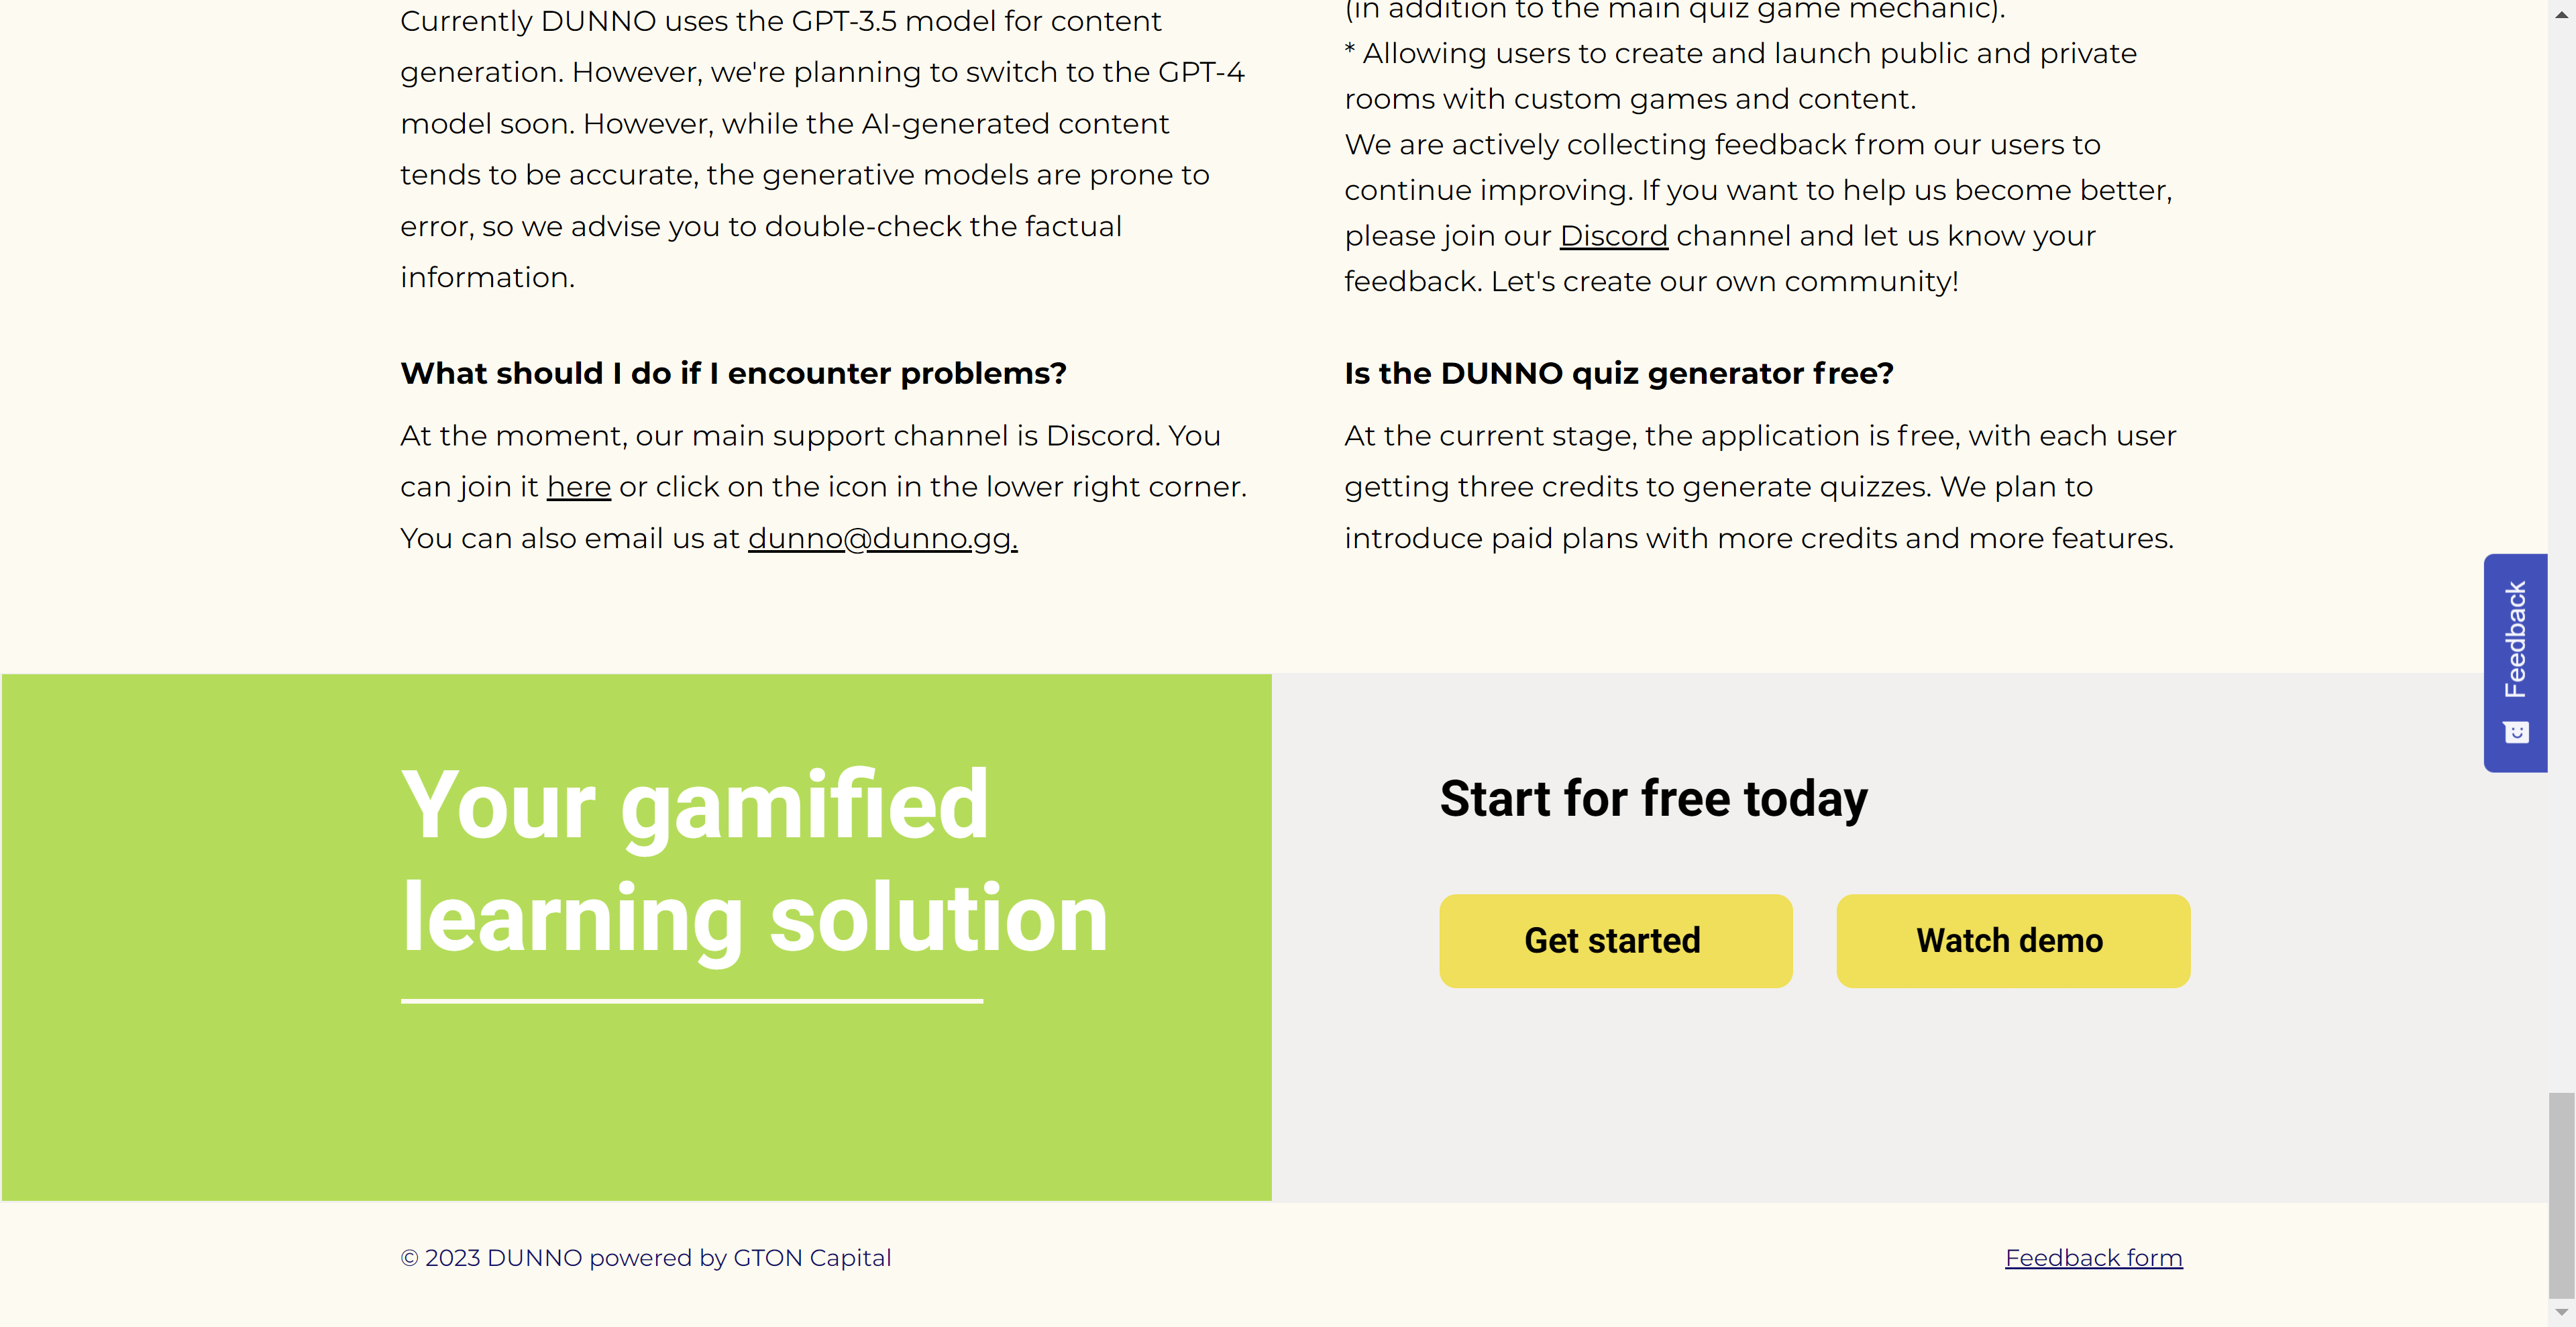 Currently DUNNO uses the GPT-3.5 model for content
generation. However, we're planning to switch to the GPT-4
model soon. However, while the AI-generated content
tends to be accurate, the generative models are prone to
error, so we advise you to double-check the factual
information.
What should I do if I encounter problems?
At the moment, our main support channel is Discord. You
can join it here or click on the icon in the lower right corner.
You can also email us at dunno@dunno.gg.
(in addition to the main quiz game mechanic).
* Allowing users to create and launch public and private
rooms with custom games and content.
We are actively collecting feedback from our users to
continue improving. If you want to help us become better,
please join our Discord channel and let us know your
feedback. Let's create our own community!
Is the DUNNO quiz generator free?
At the current stage, the application is free, with each user
getting three credits to generate quizzes. We plan to
introduce paid plans with more credits and more features.
Feedback
Your gamified
learning solution
Start for free today
Get started
Watch demo
© 2023 DUNNO powered by GTON Capital
Feedback form